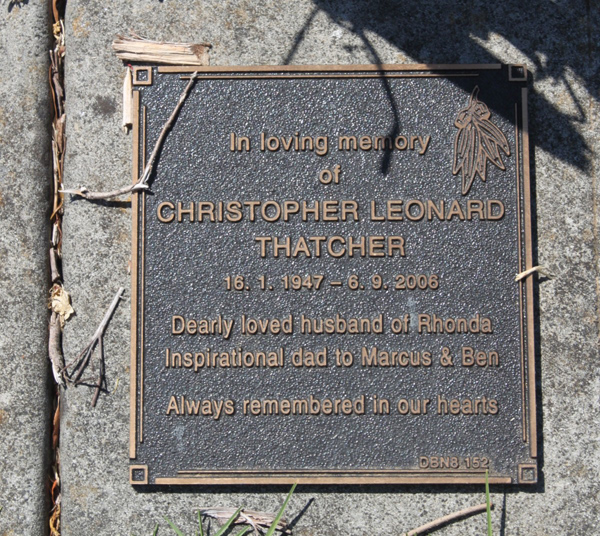 In loving memory
of
CHRISTOPHER LEONARD
THATCHER
16. 1. 1947 – 6. 9. 2006
Dearly loved husband of Rhonda
Inspirational dad to Marcus & Ben
Always remembered in our hearts
DBN8/152